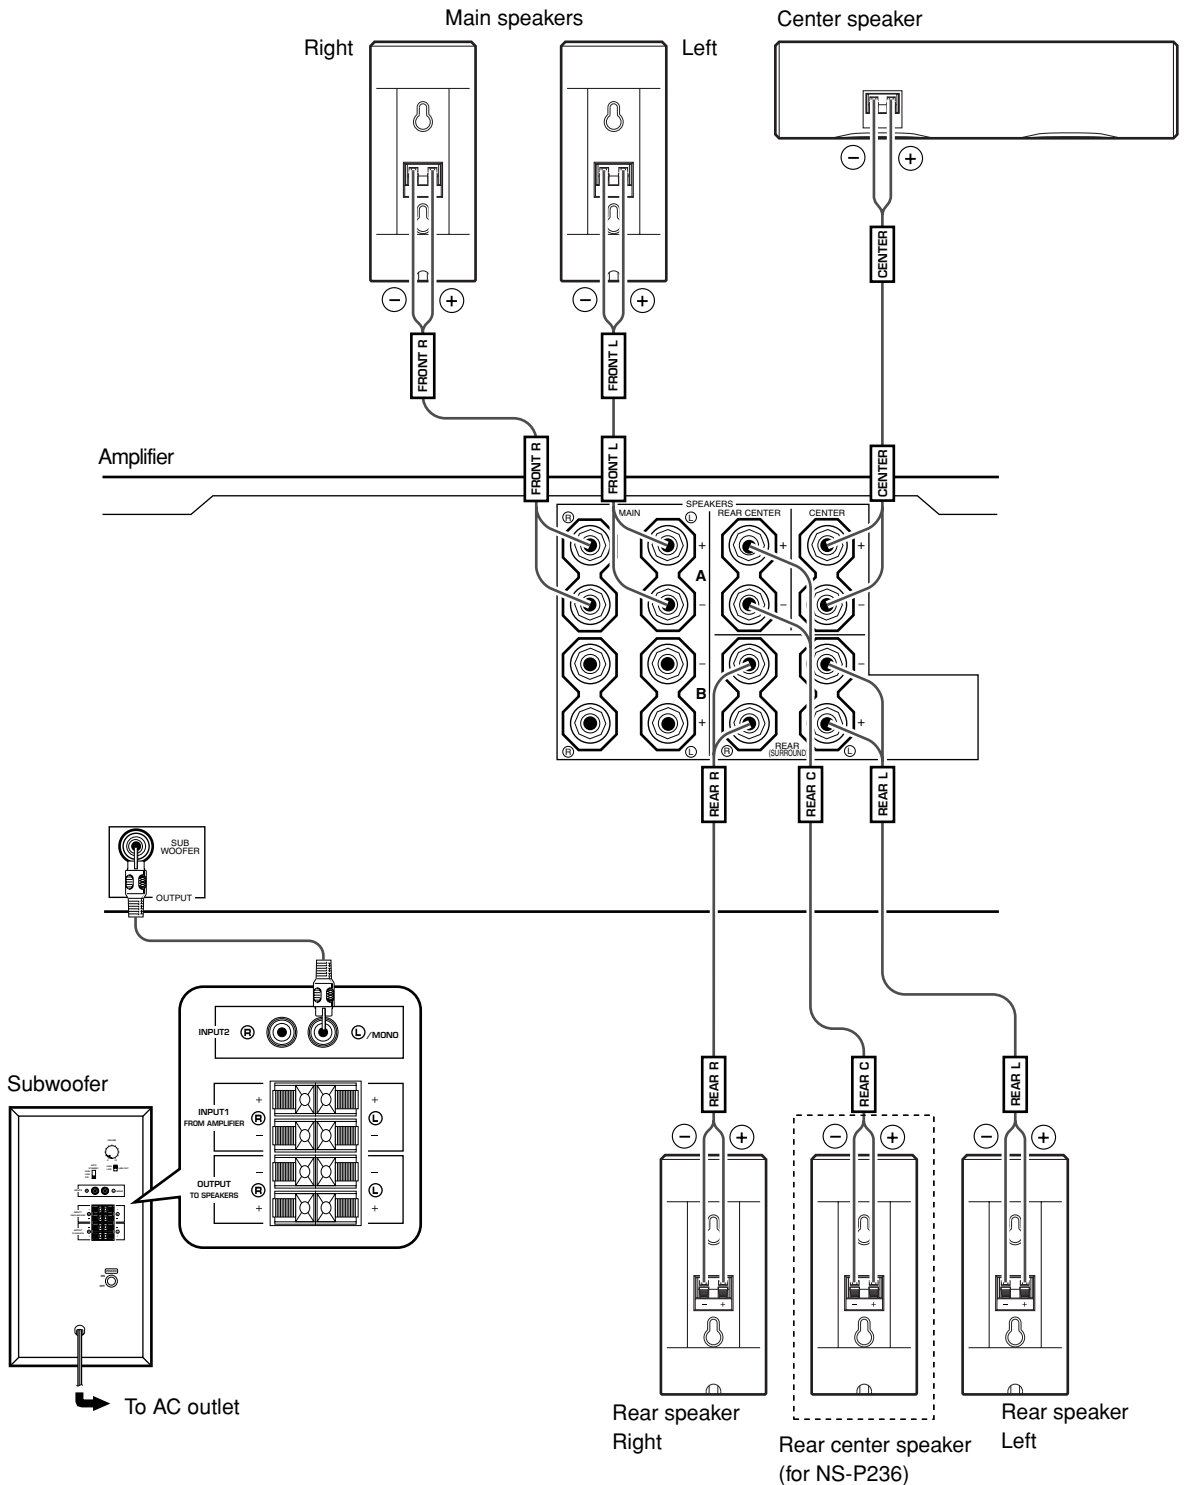 Main speakers
Center speaker
Right
Left
− +
− +
− +
CENTER
FRONT R
FRONT L
Amplifier
FRONT R
FRONT L
CENTER
SPEAKERS
R MAIN L
REAR CENTER
CENTER
+ + +
A
− − −
− −
B
+ +
R L
R REAR L
(SURROUND)
REAR R
REAR C
REAR L
SUB
WOOFER
OUTPUT
INPUT2 R L /MONO
Subwoofer
+ +
INPUT1 R L
FROM AMPLIFIER
− −
− −
OUTPUT R L
TO SPEAKERS
+ +
REAR R
REAR C
REAR L
− +
− +
− +
− +
− +
− +
To AC outlet
Rear speaker
Right
Rear center speaker
(for NS-P236)
Rear speaker
Left